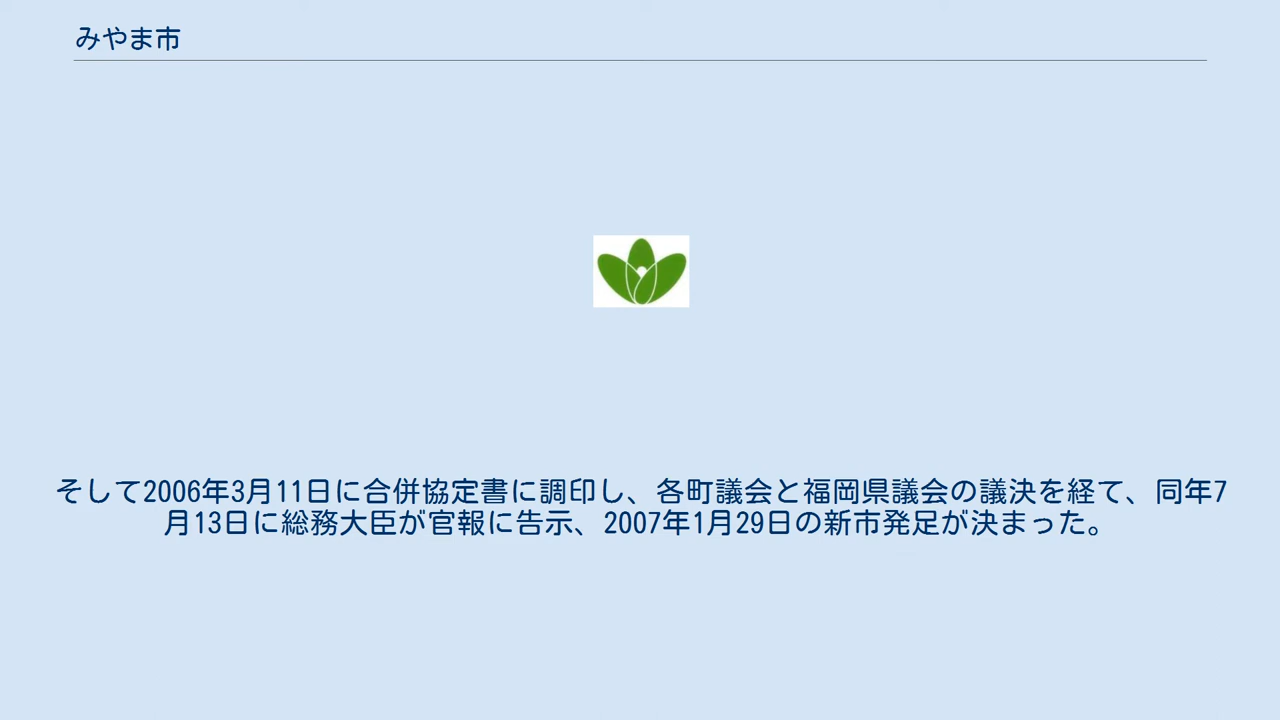 みやま市
そして2006年3月11日に合併協定書に調印し、各町議会と福岡県議会の議決を経て、同年7
月13日に総務大臣が官報に告示、2007年1月29日の新市発足が決まった。